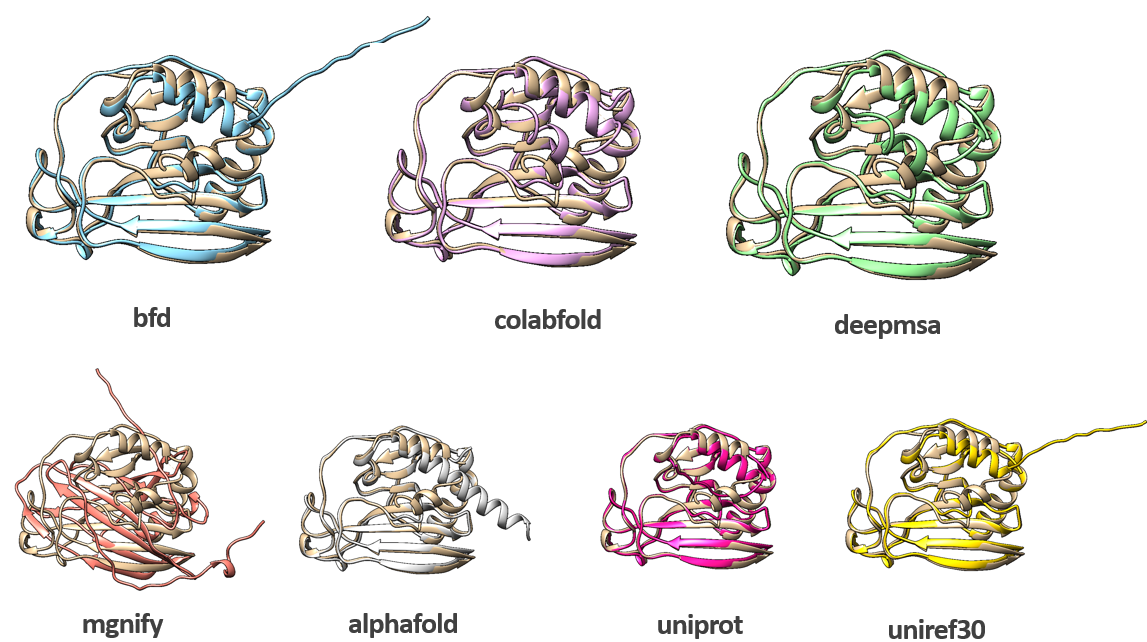 bfd
colabfold
deepmsa
mgnify
alphafold
uniprot
uniref30